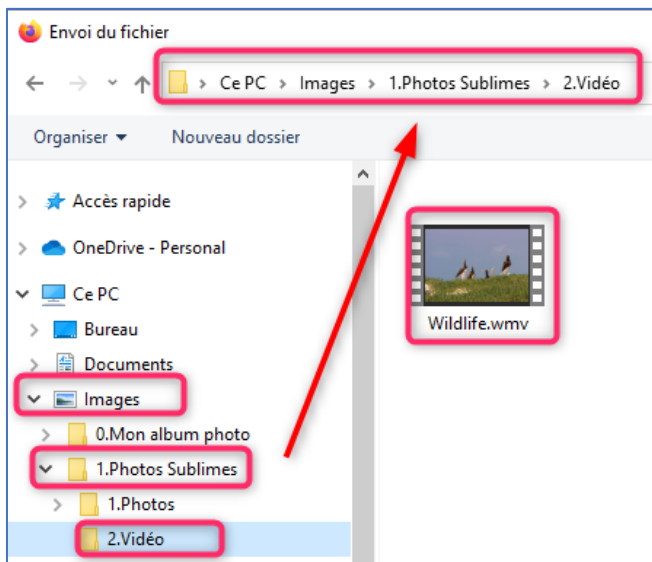 Envoi du fichier
Ce PC > Images > 1.Photos Sublimes > 2.Vidéo
Organiser Nouveau dossier
Accès rapide
OneDrive - Personal
Ce PC
Bureau
Documents
Images
0.Mon album photo
1.Photos Sublimes
1.Photos
2.Vidéo
Wildlife.wmv